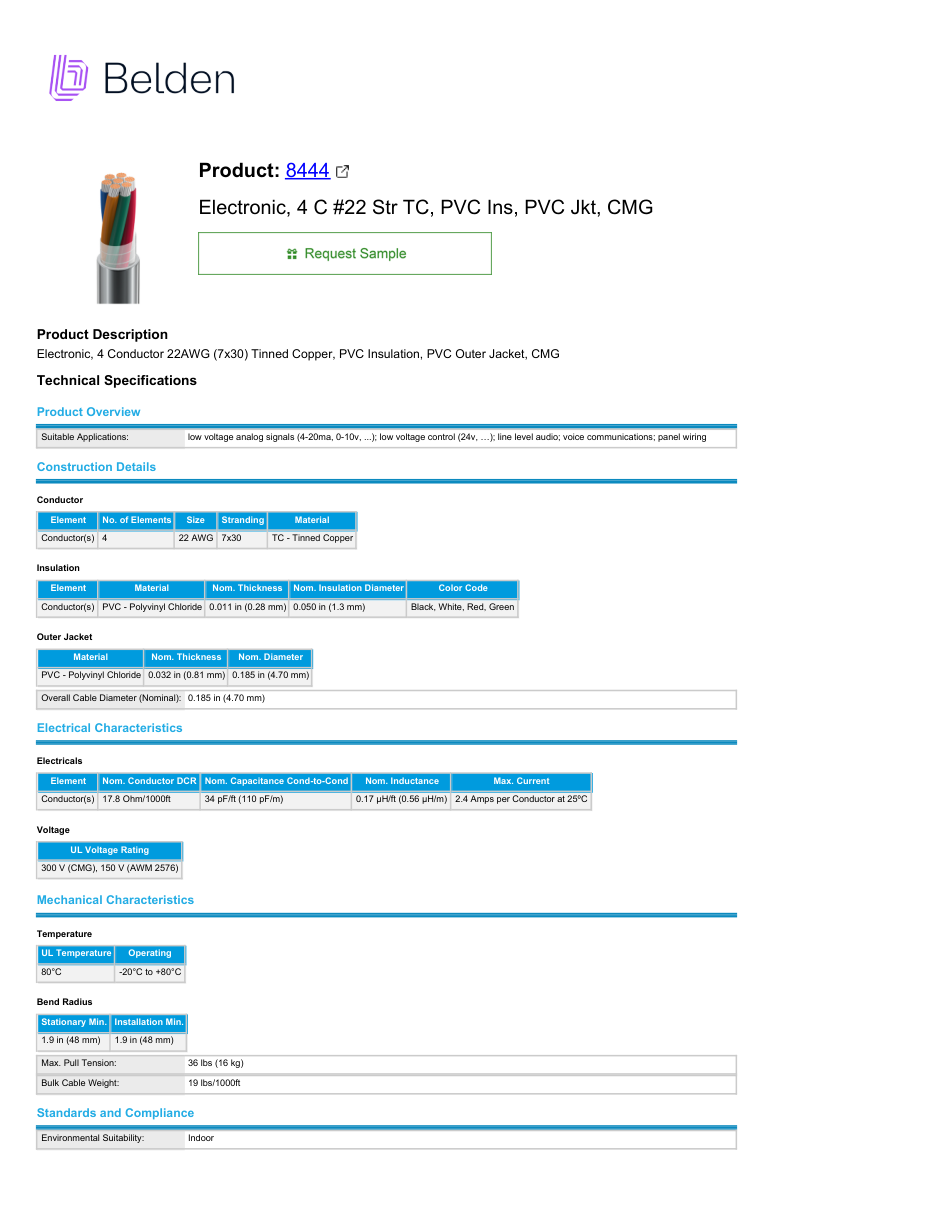 Belden
Product: 8444
Electronic, 4 C #22 Str TC, PVC Ins, PVC Jkt, CMG
Request Sample
Product Description
Electronic, 4 Conductor 22AWG (7x30) Tinned Copper, PVC Insulation, PVC Outer Jacket, CMG
Technical Specifications
Product Overview
Suitable Applications: low voltage analog signals (4-20ma, 0-10v, ...); low voltage control (24v, …); line level audio; voice communications; panel wiring
Construction Details
Conductor
Element No. of Elements Size Stranding Material
Conductor(s) 4 22 AWG 7x30 TC - Tinned Copper
Insulation
Element Material Nom. Thickness Nom. Insulation Diameter Color Code
Conductor(s) PVC - Polyvinyl Chloride 0.011 in (0.28 mm) 0.050 in (1.3 mm) Black, White, Red, Green
Outer Jacket
Material Nom. Thickness Nom. Diameter
PVC - Polyvinyl Chloride 0.032 in (0.81 mm) 0.185 in (4.70 mm)
Overall Cable Diameter (Nominal): 0.185 in (4.70 mm)
Electrical Characteristics
Electricals
Element Nom. Conductor DCR Nom. Capacitance Cond-to-Cond Nom. Inductance Max. Current
Conductor(s) 17.8 Ohm/1000ft 34 pF/ft (110 pF/m) 0.17 µH/ft (0.56 µH/m) 2.4 Amps per Conductor at 25ºC
Voltage
UL Voltage Rating
300 V (CMG), 150 V (AWM 2576)
Mechanical Characteristics
Temperature
UL Temperature Operating
80°C -20°C to +80°C
Bend Radius
Stationary Min. Installation Min.
1.9 in (48 mm) 1.9 in (48 mm)
Max. Pull Tension: 36 lbs (16 kg)
Bulk Cable Weight: 19 lbs/1000ft
Standards and Compliance
Environmental Suitability: Indoor